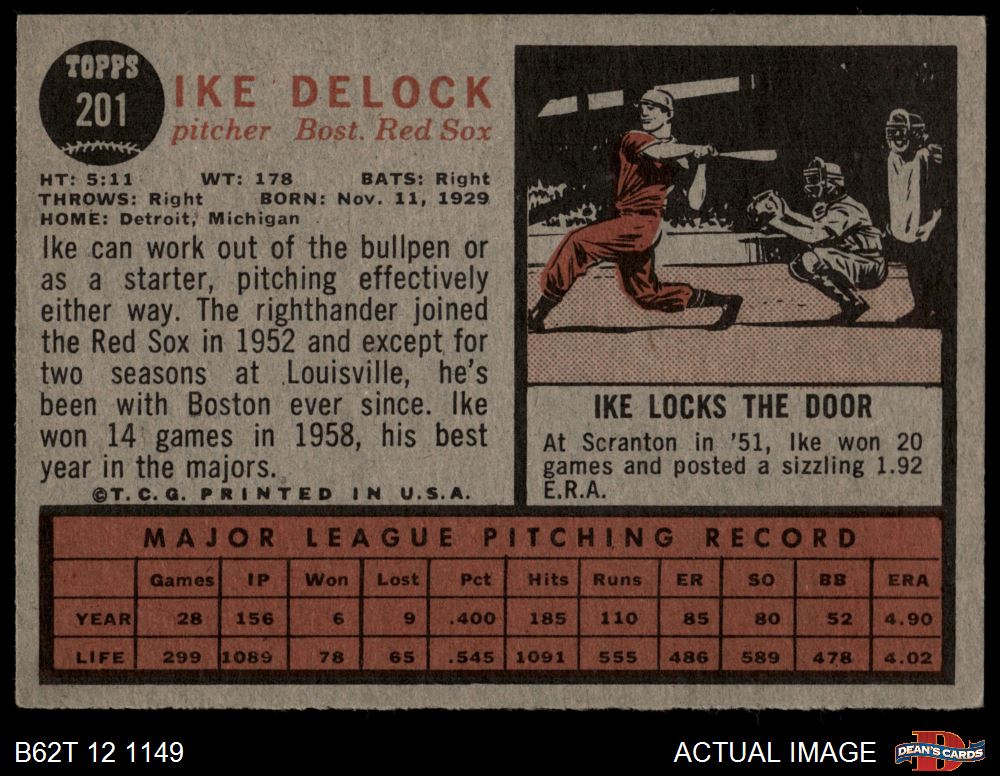 TOPPS
201
IKE DELOCK
pitcher Bost. Red Sox
HT: 5:11 WT: 178 BATS: Right
THROWS: Right BORN: Nov. 11, 1929
HOME: Detroit, Michigan
Ike can work out of the bullpen or
as a starter, pitching effectively
either way. The righthander joined
the Red Sox in 1952 and except for
two seasons at Louisville, he's
been with Boston ever since. Ike
won 14 games in 1958, his best
year in the majors.
©T.C.G. PRINTED IN U.S.A.
IKE LOCKS THE DOOR
At Scranton in '51, Ike won 20
games and posted a sizzling 1.92
E.R.A.
MAJOR LEAGUE PITCHING RECORD
Games IP Won Lost Pct Hits Runs ER SO BB ERA
YEAR 28 156 6 9 .400 185 110 85 80 52 4.90
LIFE 299 1089 78 65 .545 1091 555 486 589 478 4.02
B62T 12 1149
ACTUAL IMAGE
D
DEAN'S CARDS